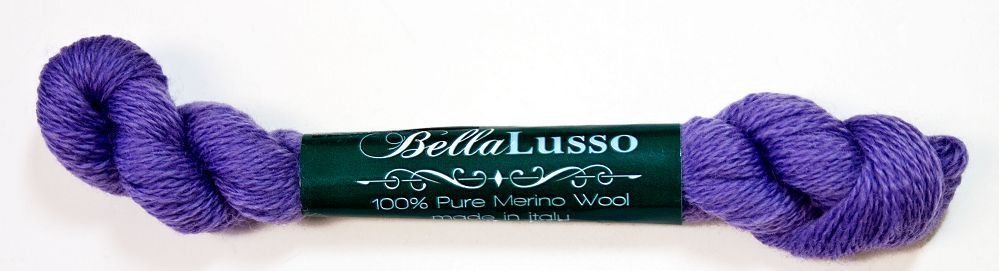 BellaLusso
100% Pure Merino Wool
made in italy